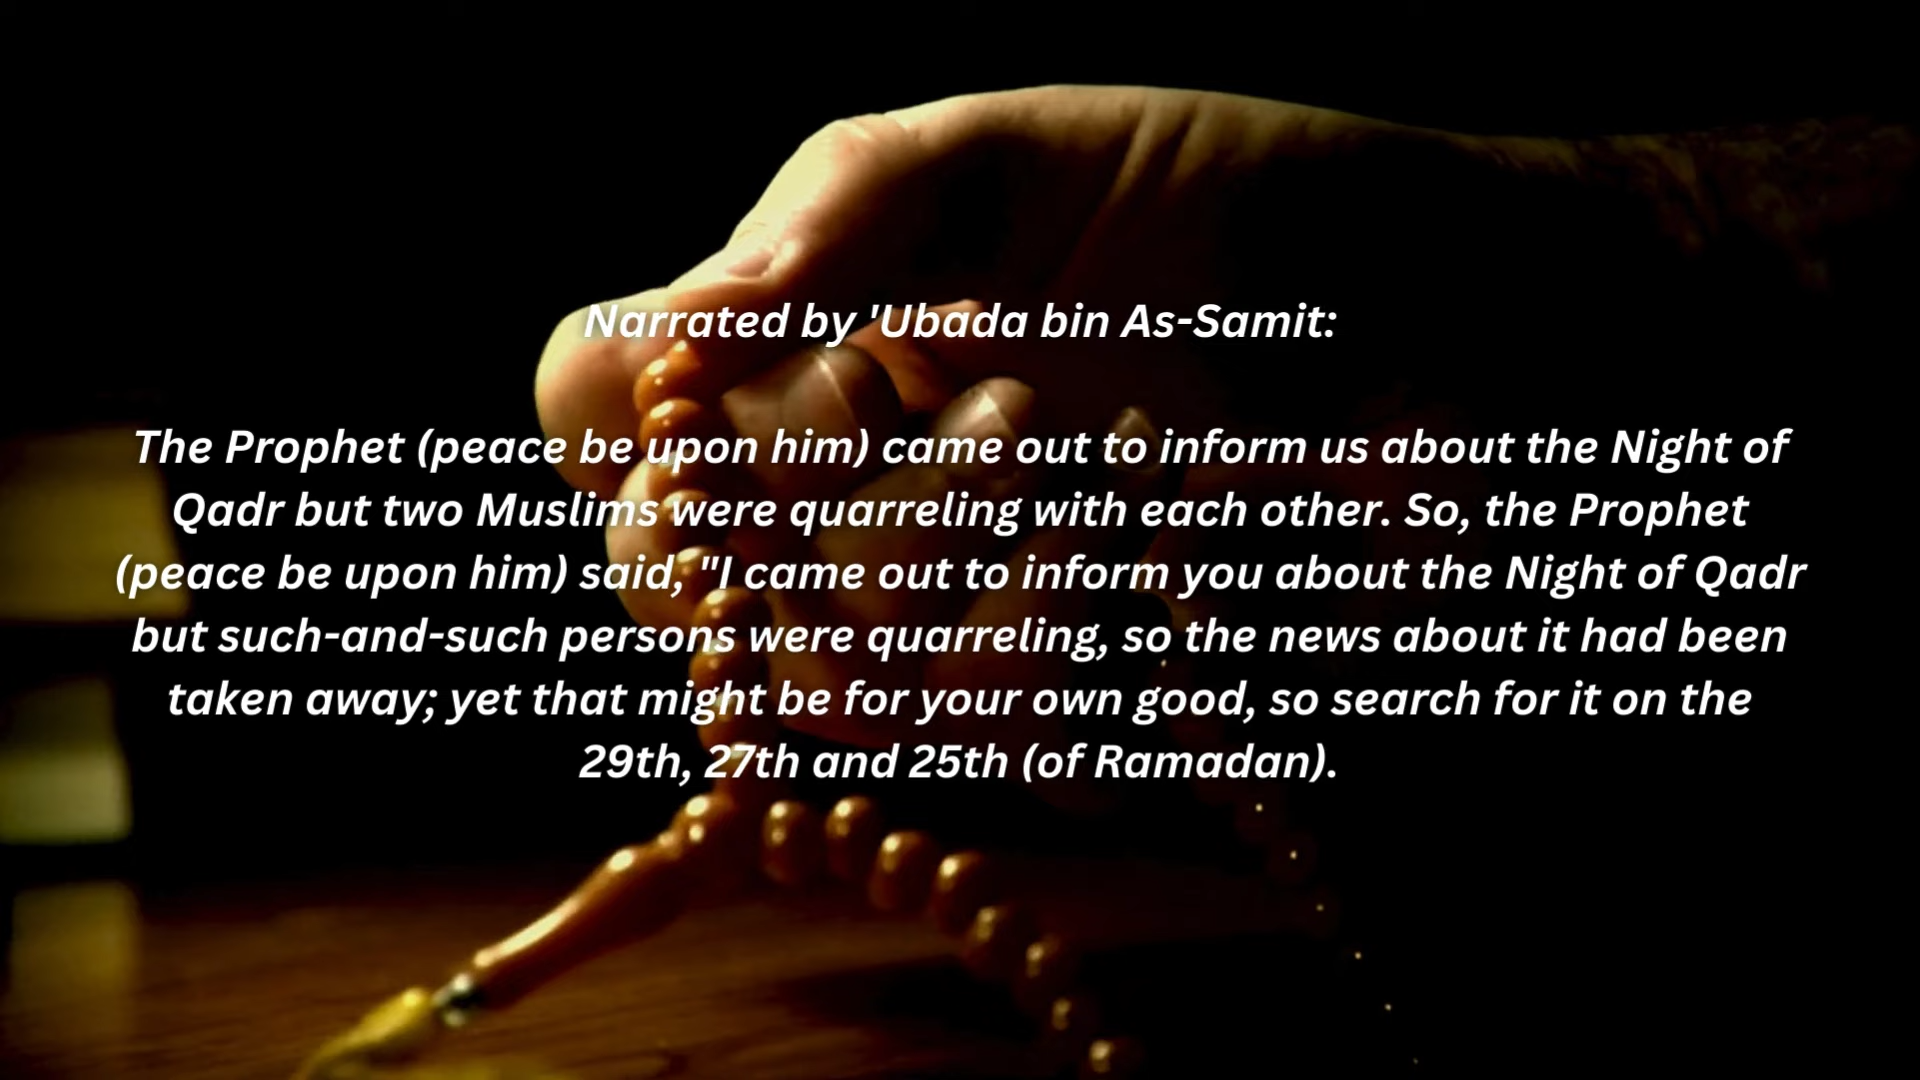 Narrated by 'Ubada bin As-Samit:
The Prophet (peace be upon him) came out to inform us about the Night of
Qadr but two Muslims were quarreling with each other. So, the Prophet
(peace be upon him) said, "I came out to inform you about the Night of Qadr
but such-and-such persons were quarreling, so the news about it had been
taken away; yet that might be for your own good, so search for it on the
29th, 27th and 25th (of Ramadan).